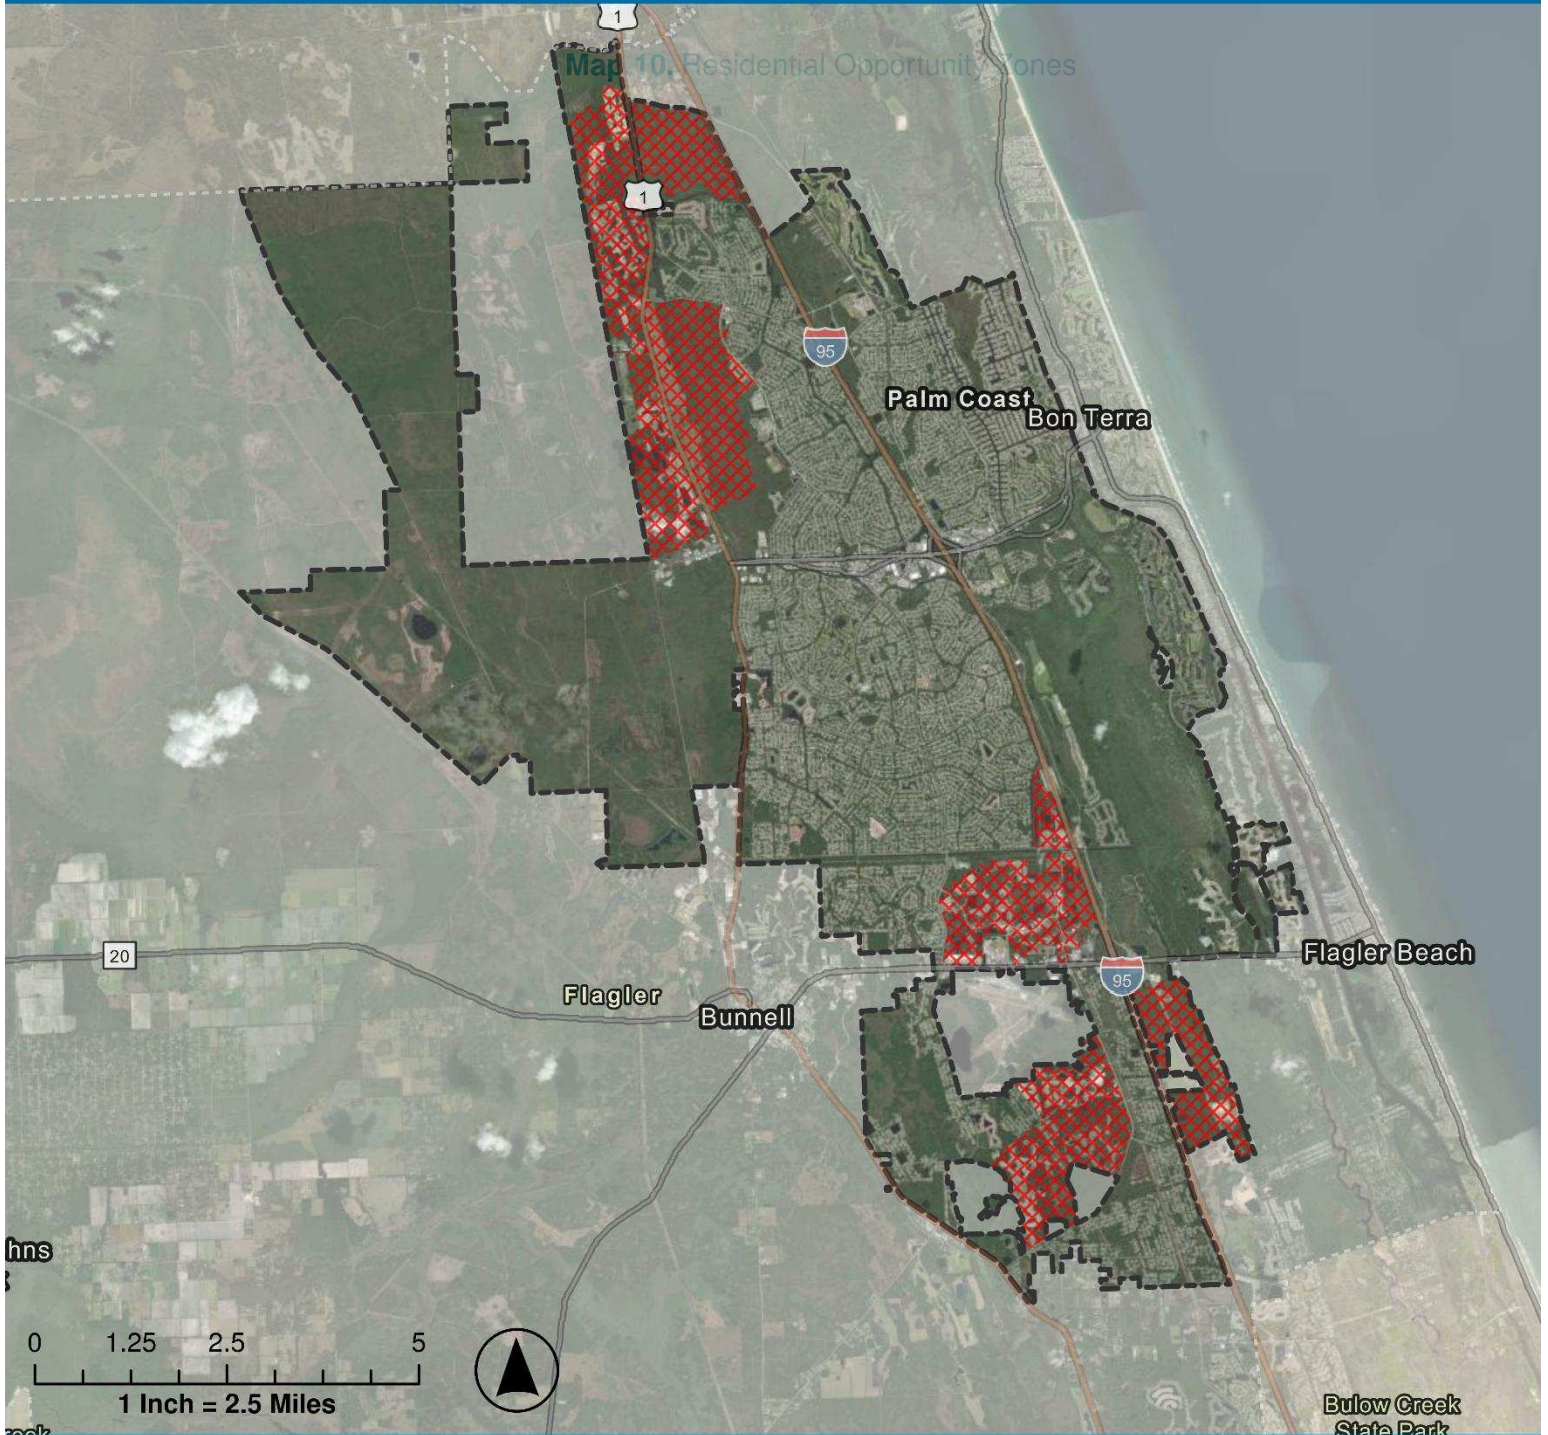 1
Map 10. Residential Opportunity Zones
1
95
Palm Coast
Bon Terra
20
Flagler Beach
95
Flagler
Bunnell
hns
0 1.25 2.5 5
1 Inch = 2.5 Miles
Bulow Creek
State Park